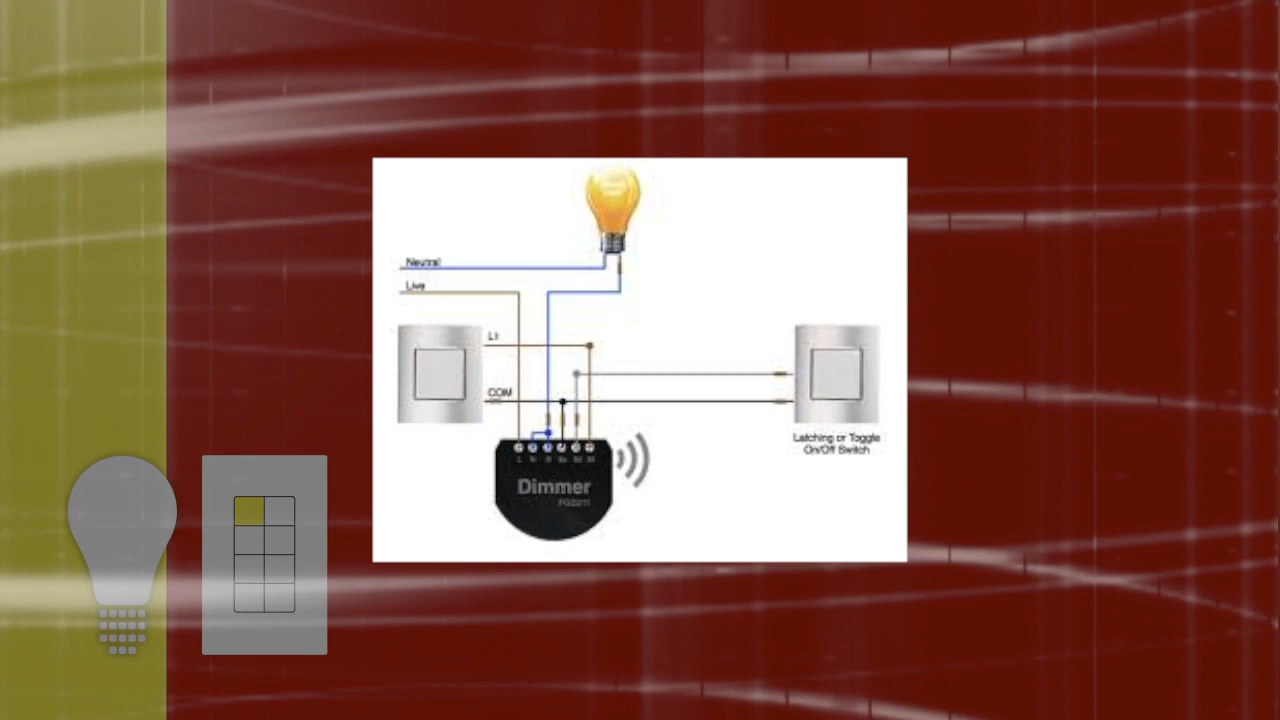 Neutral
Live
L1
COM
Latching or Toggle
On/Off Switch
Dimmer